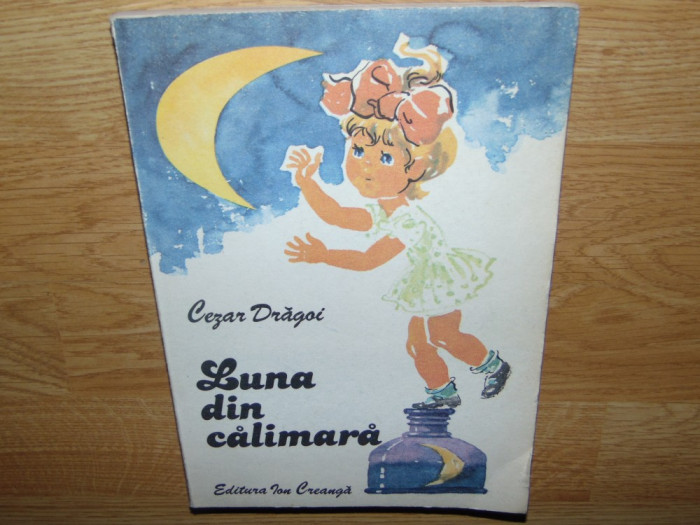 Cezar Drăgoi
Luna
din
călimară
Editura Ion Creangă